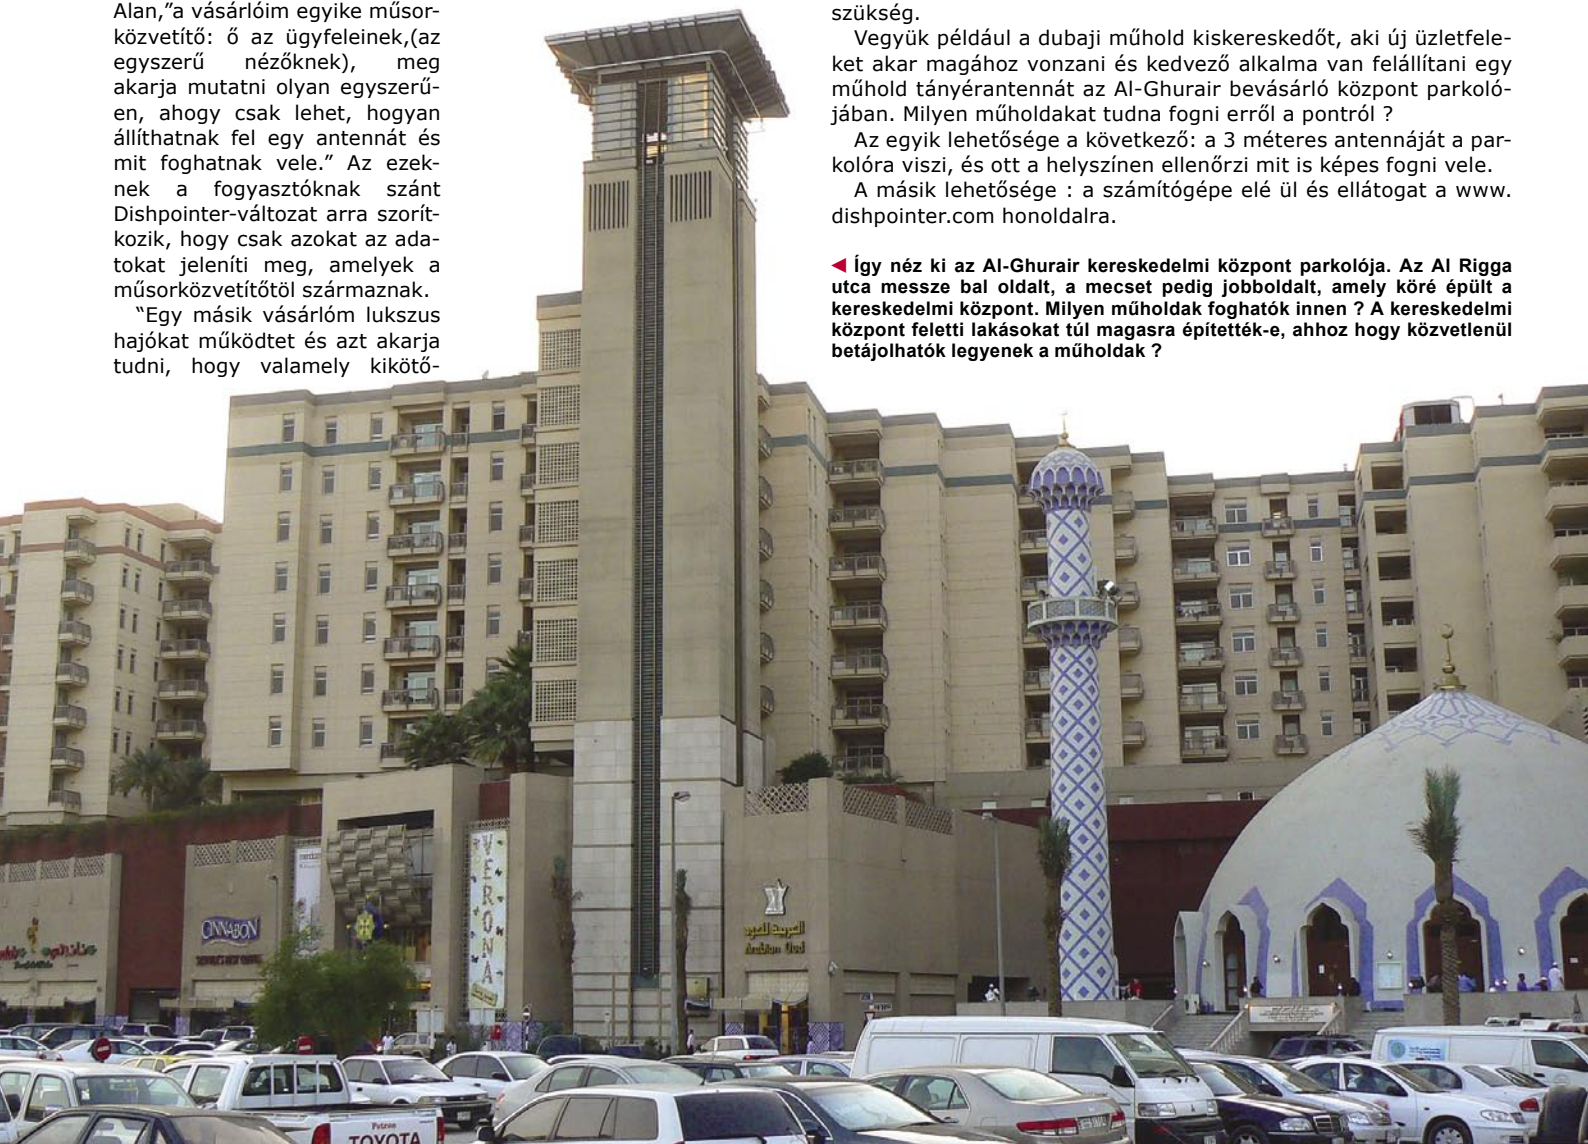 Alan,”a vásárlóim egyike műsor-
közvetítő: ő az ügyfeleinek,(az
egyszerű nézőknek), meg
akarja mutatni olyan egyszerű-
en, ahogy csak lehet, hogyan
állíthatnak fel egy antennát és
mit foghatnak vele.” Az ezek-
nek a fogyasztóknak szánt
Dishpointer-változat arra szorít-
kozik, hogy csak azokat az ada-
tokat jeleníti meg, amelyek a
műsorközvetítőtöl származnak.
“Egy másik vásárlóm lukszus
hajókat működtet és azt akarja
tudni, hogy valamely kikötő-
szükség.
Vegyük például a dubaji műhold kiskereskedőt, aki új üzletfele-
ket akar magához vonzani és kedvező alkalma van felállítani egy
műhold tányérantennát az Al-Ghurair bevásárló központ parkoló-
jában. Milyen műholdakat tudna fogni erről a pontról ?
Az egyik lehetősége a következő: a 3 méteres antennáját a par-
kolóra viszi, és ott a helyszínen ellenőrzi mit is képes fogni vele.
A másik lehetősége : a számítógépe elé ül és ellátogat a www.
dishpointer.com honoldalra.
◄ Így néz ki az Al-Ghurair kereskedelmi központ parkolója. Az Al Rigga
utca messze bal oldalt, a mecset pedig jobboldalt, amely köré épült a
kereskedelmi központ. Milyen műholdak foghatók innen ? A kereskedelmi
központ feletti lakásokat túl magasra építették-e, ahhoz hogy közvetlenül
betájolhatók legyenek a műholdak ?
VERONA
CINNABON
العربية للعود
Arabian Oud
TOYOTA